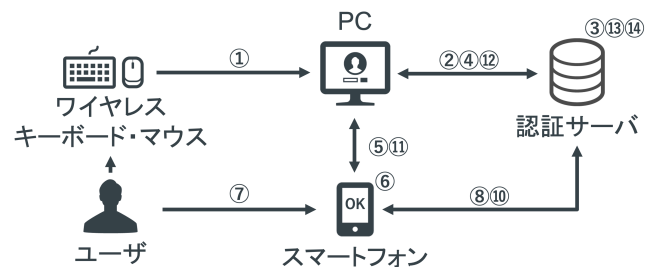 PC
③⑬⑭
①
②④⑫
ワイヤレス
キーボード・マウス
認証サーバ
⑤⑪
⑥
⑦
OK
⑧⑩
ユーザ
スマートフォン